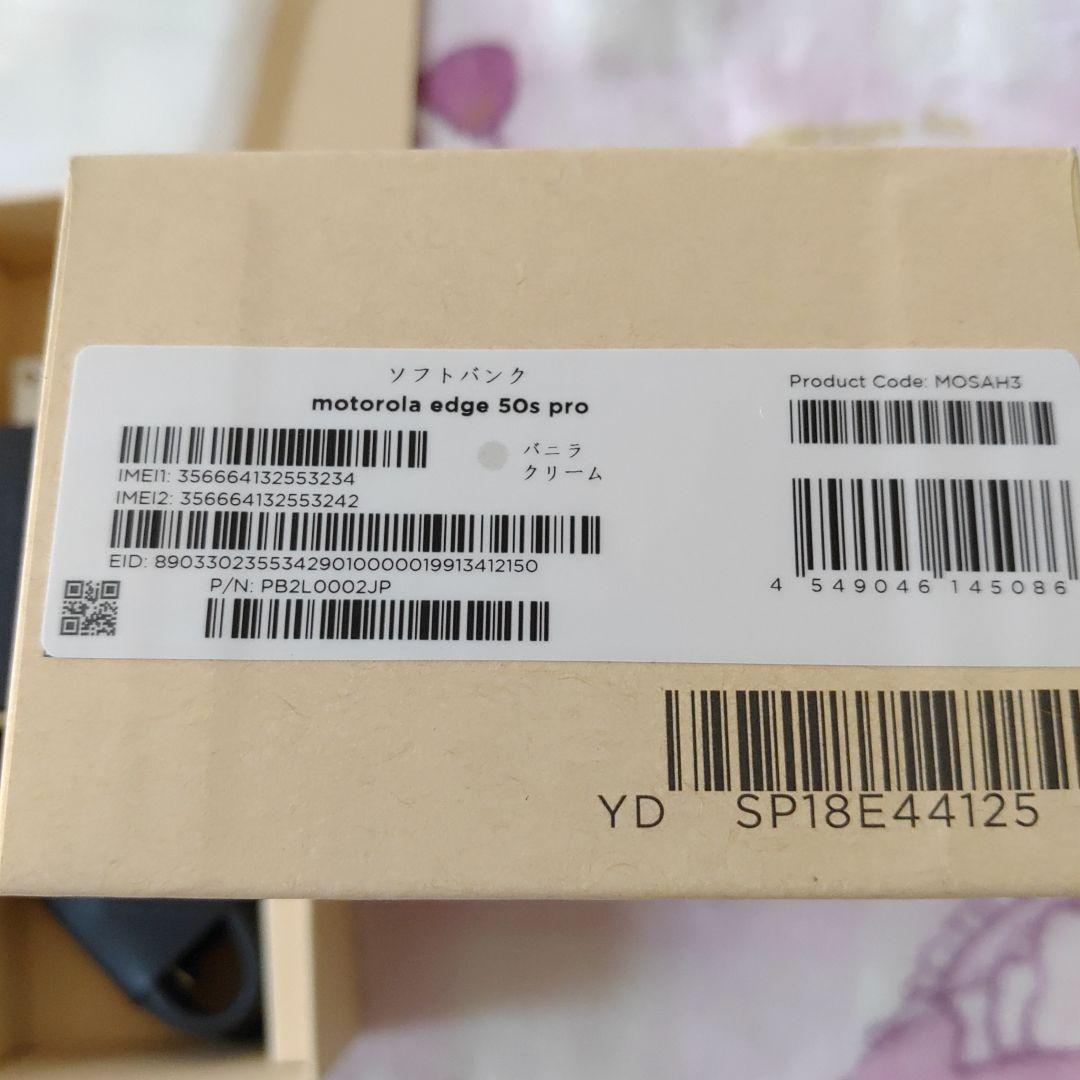 ソフトバンク
motorola edge 50s pro
バニラ
クリーム
IMEI1: 356664132553234
IMEI2: 356664132553242
EID: 89033023553429010000019913412150
P/N: PB2L0002JP
Product Code: MOSAH3
4 549046 145086
YD SP18E44125